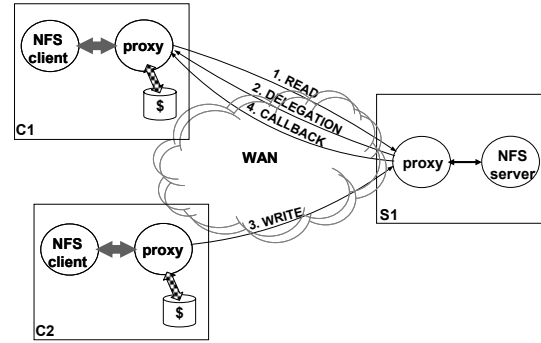 NFS
client
proxy
$
C1
1. READ
2. DELEGATION
4. CALLBACK
WAN
proxy
NFS
server
S1
3. WRITE
NFS
client
proxy
$
C2